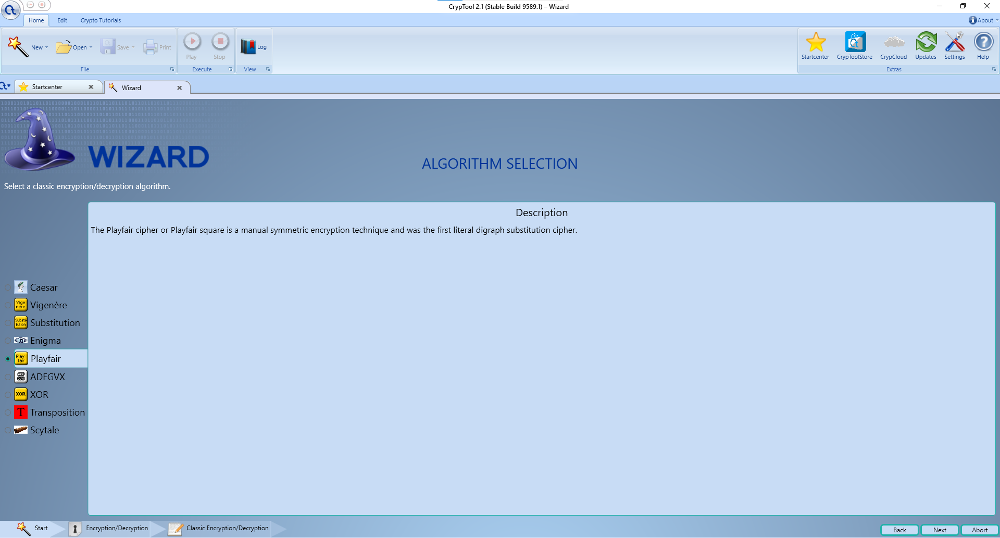 CrypTool 2.1 (Stable Build 9589.1) – Wizard
Home Edit Crypto Tutorials About
New Open Save Print Play Stop Log Startcenter CrypToolStore CrypCloud Updates Settings Help
File Execute View Extras
Startcenter Wizard
WIZARD
ALGORITHM SELECTION
Select a classic encryption/decryption algorithm.
Description
The Playfair cipher or Playfair square is a manual symmetric encryption technique and was the first literal digraph substitution cipher.
Caesar
Vigenère
Substitution
Enigma
Playfair
ADFGVX
XOR XOR
T Transposition
Scytale
Start Encryption/Decryption Classic Encryption/Decryption Back Next Abort